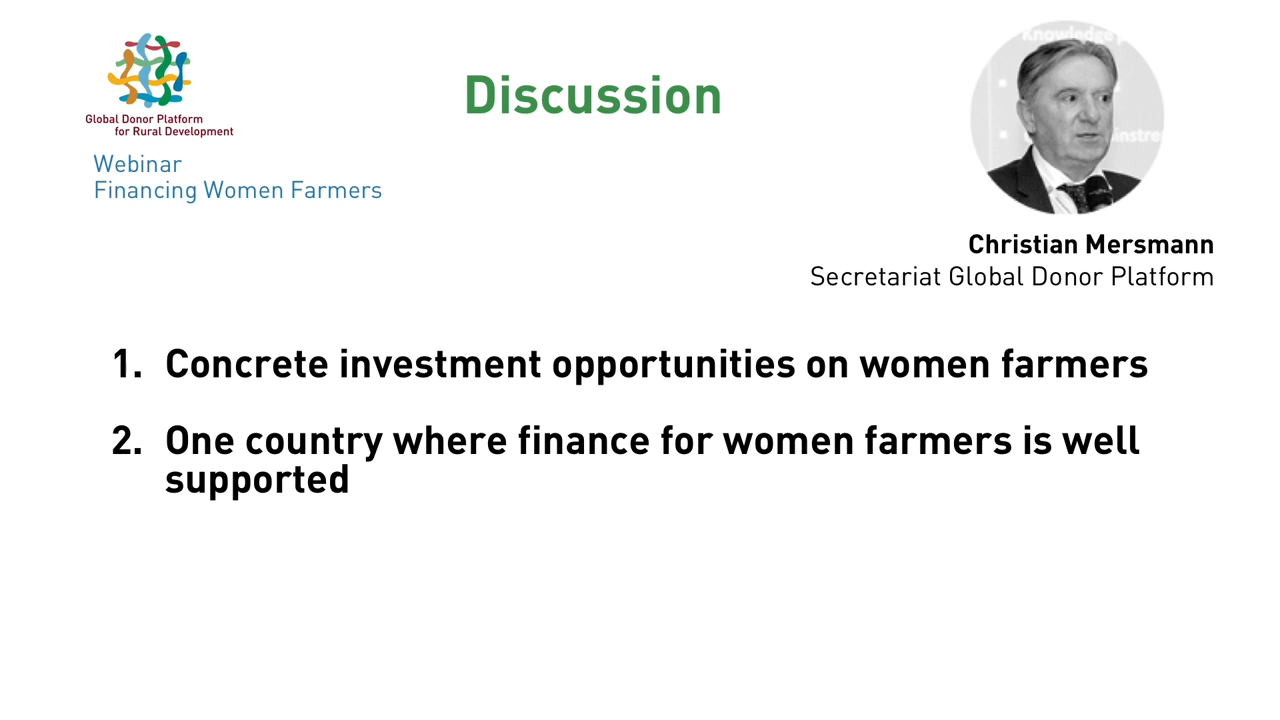 Global Donor Platform
for Rural Development
Webinar
Financing Women Farmers
Discussion
Knowledge
Christian Mersmann
Secretariat Global Donor Platform
1. Concrete investment opportunities on women farmers
2. One country where finance for women farmers is well
supported